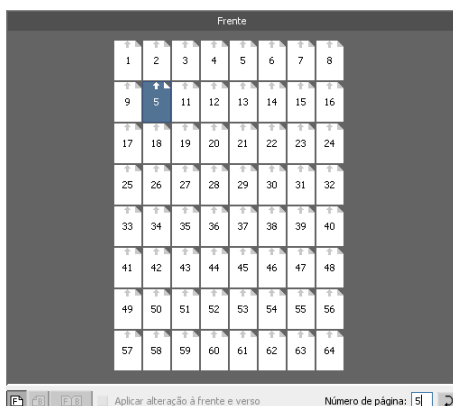 Frente
1 2 3 4 5 6 7 8
9 5 11 12 13 14 15 16
17 18 19 20 21 22 23 24
25 26 27 28 29 30 31 32
33 34 35 36 37 38 39 40
41 42 43 44 45 46 47 48
49 50 51 52 53 54 55 56
57 58 59 60 61 62 63 64
Aplicar alteração à frente e verso Número de página: 5